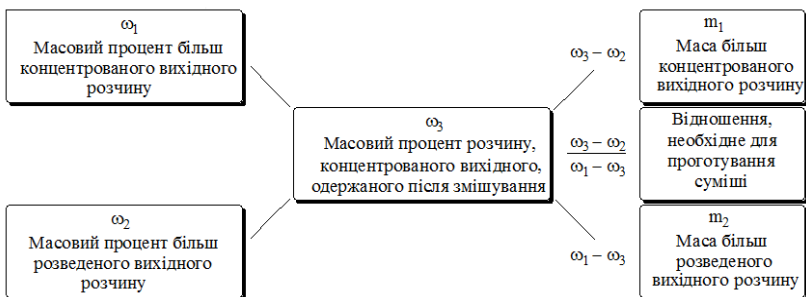 ω₁
Масовий процент більш
концентрованого вихідного
розчину
ω₂
Масовий процент більш
розведеного вихідного
розчину
ω₃
Масовий процент розчину,
концентрованого вихідного,
одержаного після змішування
ω₃ – ω₂
ω₃ – ω₂
ω₁ – ω₃
ω₁ – ω₃
m₁
Маса більш
концентрованого
вихідного розчину
Відношення,
необхідне для
проготування
суміші
m₂
Маса більш
розведеного
вихідного розчину